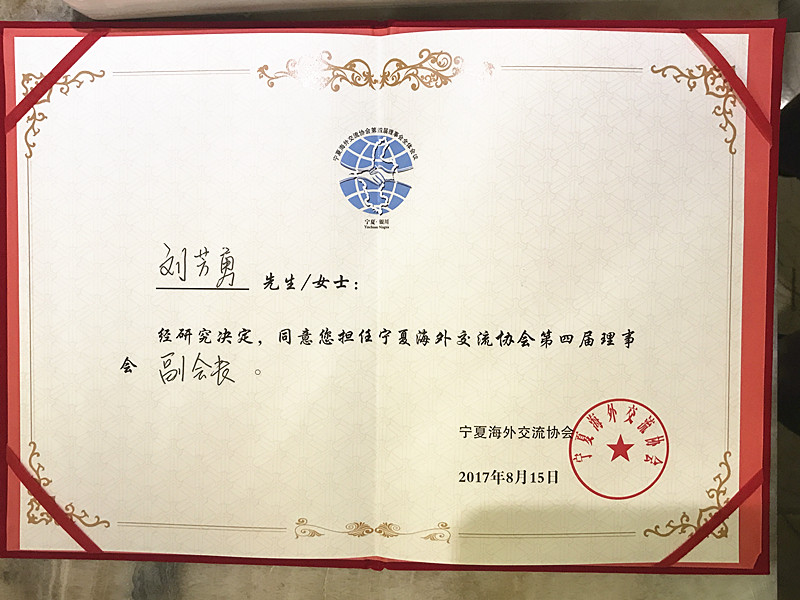 宁夏海外交流协会第四届理事会全体会议
宁夏·银川
刘芳勇 先生/女士：
经研究决定，同意您担任宁夏海外交流协会第四届理事
会 副会长 。
宁夏海外交流协会
2017年8月15日
宁夏海外交流协会